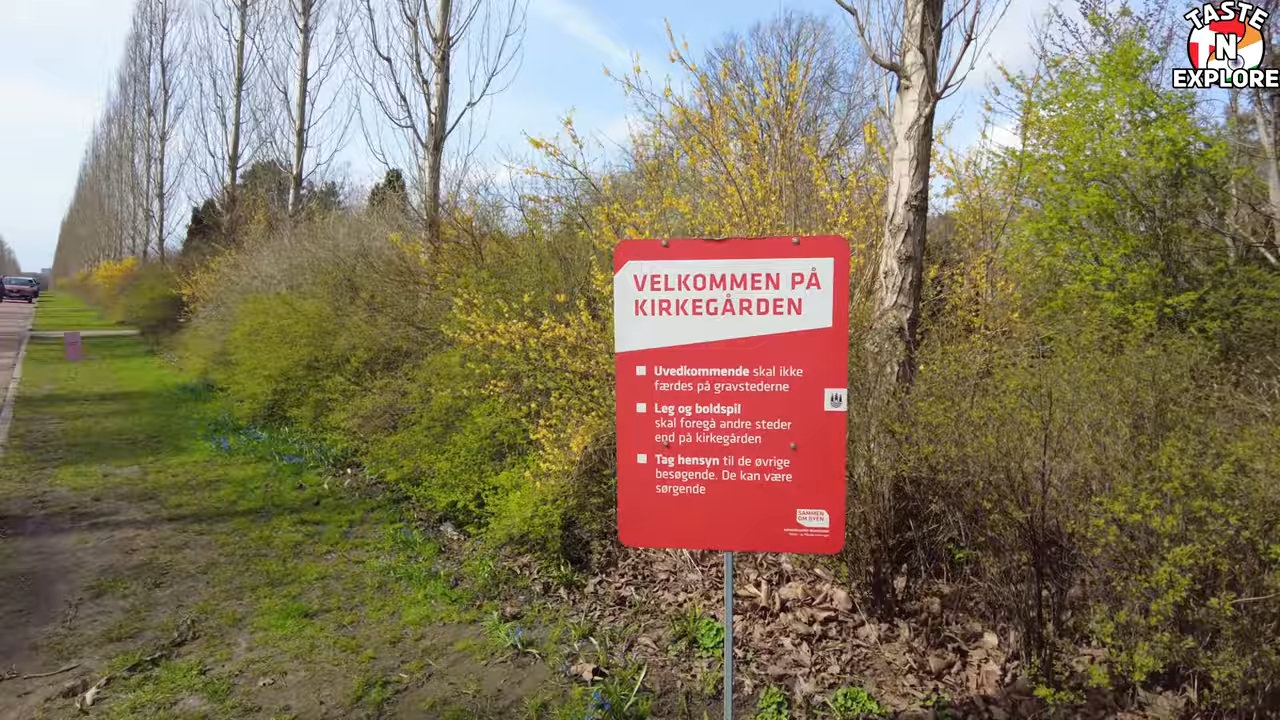 TASTE
N
EXPLORE
VELKOMMEN PÅ
KIRKEGÅRDEN
Uvedkommende skal ikke
færdes på gravstederne
Leg og boldspil
skal foregå andre steder
end på kirkegården
Tag hensyn til de øvrige
besøgende. De kan være
sørgende
SAMMEN
OM BYEN